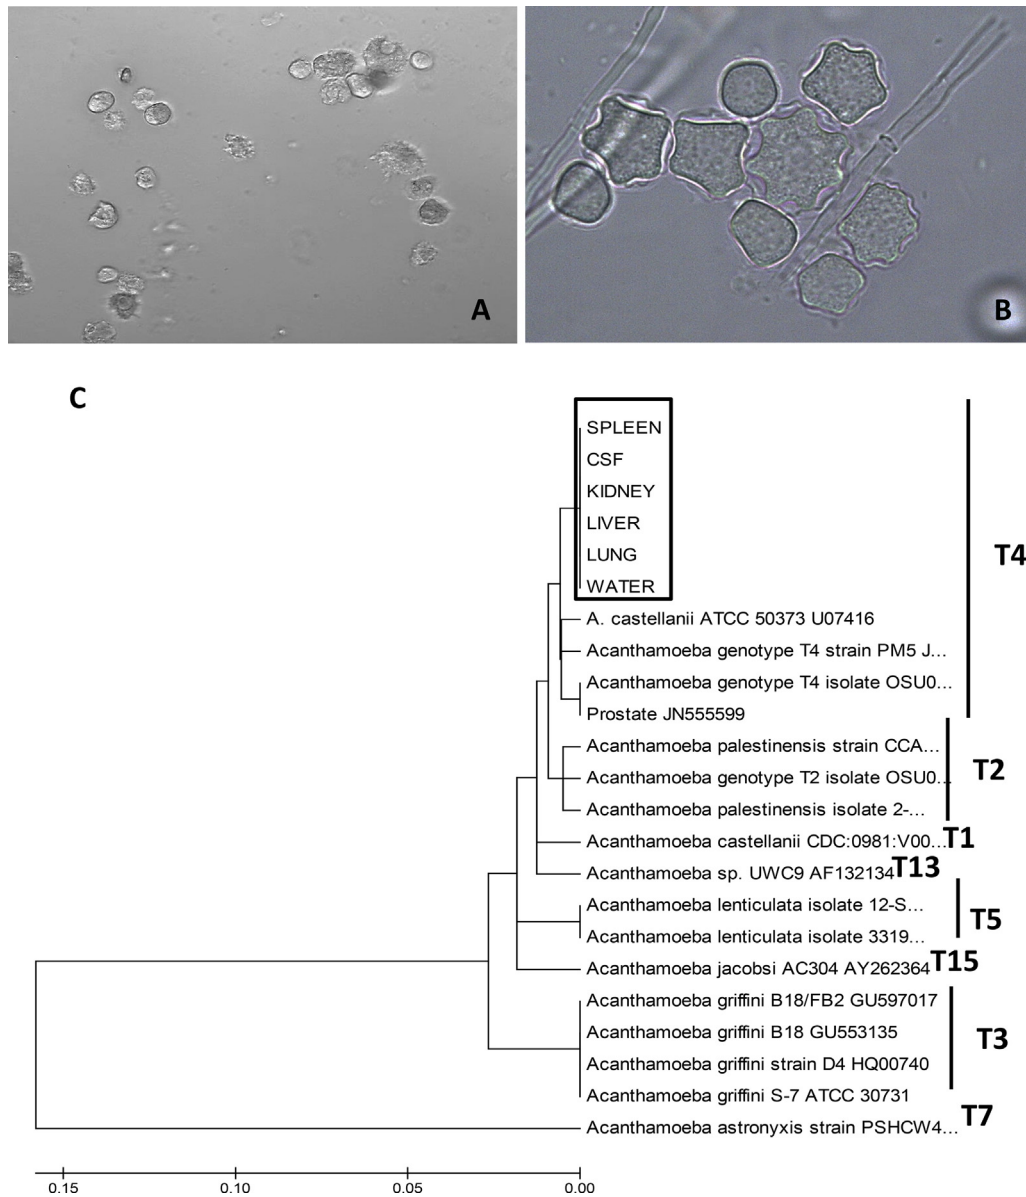 A
B
C
SPLEEN
CSF
KIDNEY
LIVER
LUNG
WATER
A. castellanii ATCC 50373 U07416
Acanthamoeba genotype T4 strain PM5 J...
Acanthamoeba genotype T4 isolate OSU0...
Prostate JN555599
T4
Acanthamoeba palestinensis strain CCA...
Acanthamoeba genotype T2 isolate OSU0...
Acanthamoeba palestinensis isolate 2-...
T2
Acanthamoeba castellanii CDC:0981:V00... T1
Acanthamoeba sp. UWC9 AF132134 T13
Acanthamoeba lenticulata isolate 12-S...
Acanthamoeba lenticulata isolate 3319...
T5
Acanthamoeba jacobsi AC304 AY262364 T15
Acanthamoeba griffini B18/FB2 GU597017
Acanthamoeba griffini B18 GU553135
Acanthamoeba griffini strain D4 HQ00740
Acanthamoeba griffini S-7 ATCC 30731
T3
Acanthamoeba astronyxis strain PSHCW4... T7
0.15 0.10 0.05 0.00